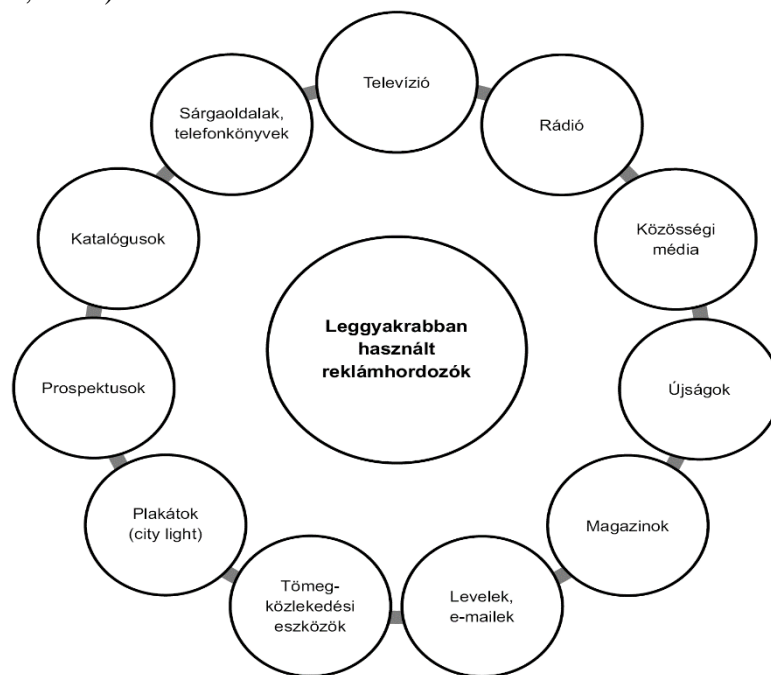 Televízió
Rádió
Közösségi
média
Újságok
Magazinok
Levelek,
e-mailek
Tömeg-
közlekedési
eszközök
Plakátok
(city light)
Prospektusok
Katalógusok
Sárgaoldalak,
telefonkönyvek
Leggyakrabban
használt
reklámhordozók